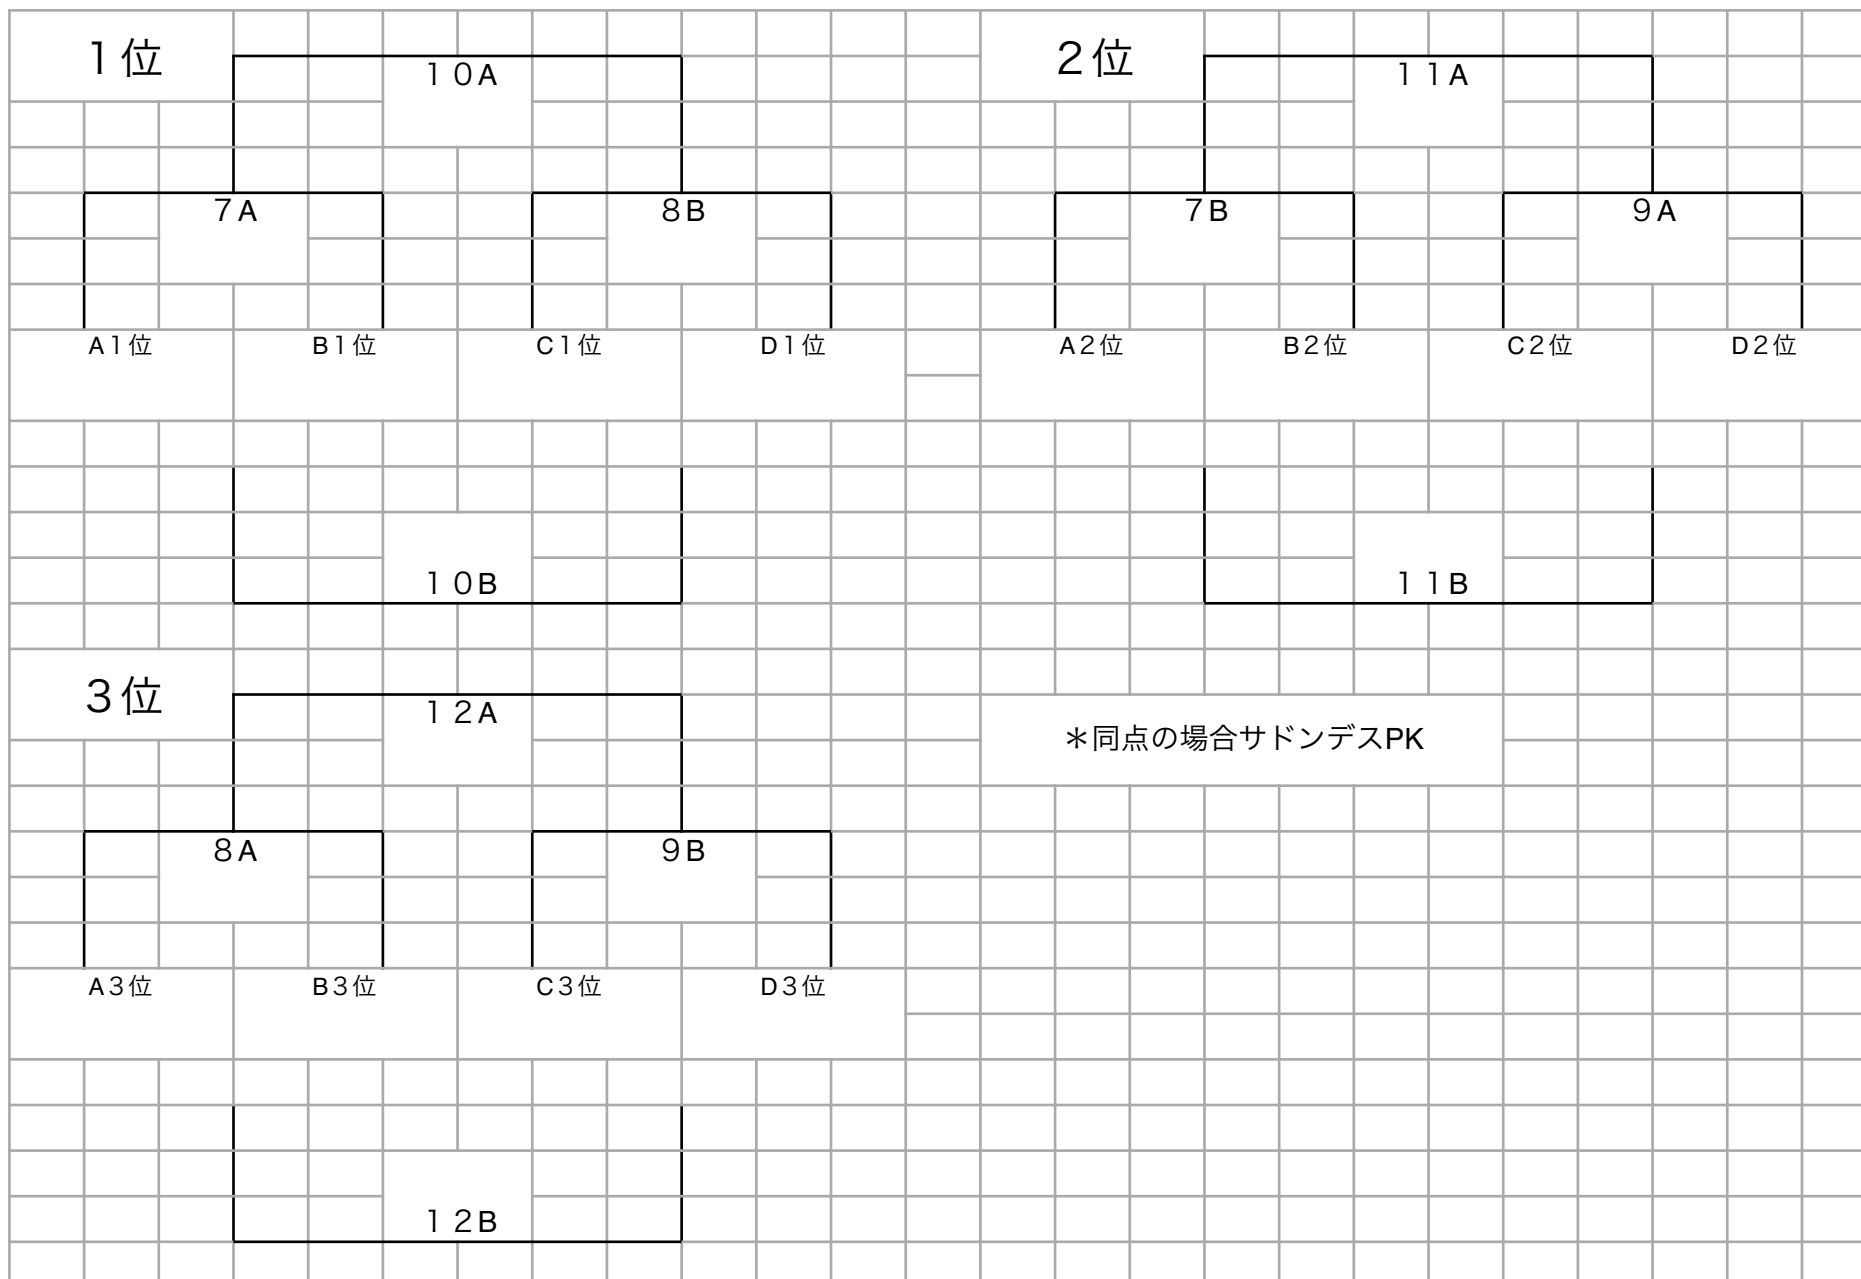 １位
１０A
７A
８B
A１位
B１位
C１位
D１位
１０B
２位
１１A
７B
９A
A２位
B２位
C２位
D２位
１１B
３位
１２A
８A
９B
A３位
B３位
C３位
D３位
１２B
＊同点の場合サドンデスPK